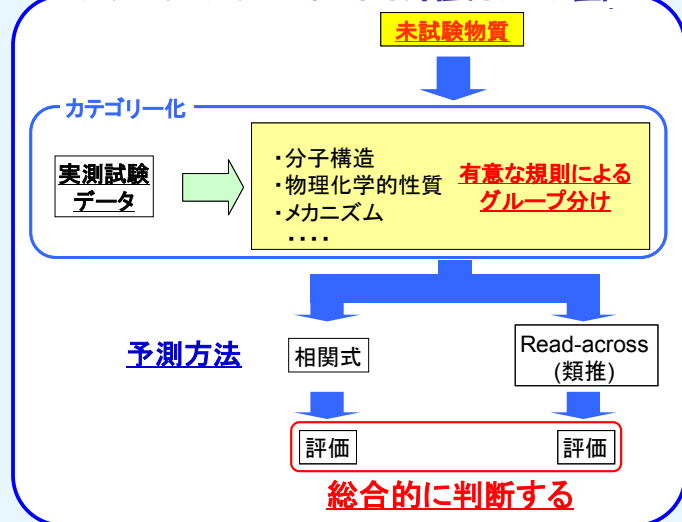 未試験物質
カテゴリー化
実測試験
データ
・分子構造
・物理化学的性質
・メカニズム
・・・・
有意な規則による
グループ分け
予測方法
相関式
Read-across
(類推)
評価
評価
総合的に判断する